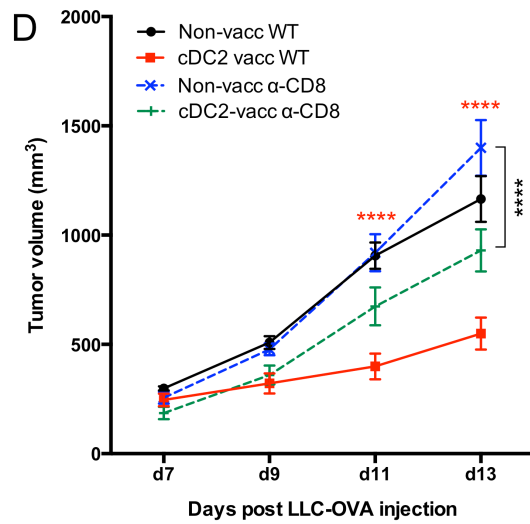 D
2000
1500
1000
500
0
Tumor volume (mm³)
Non-vacc WT
cDC2 vacc WT
Non-vacc α-CD8
cDC2-vacc α-CD8
****
****
****
d7 d9 d11 d13
Days post LLC-OVA injection